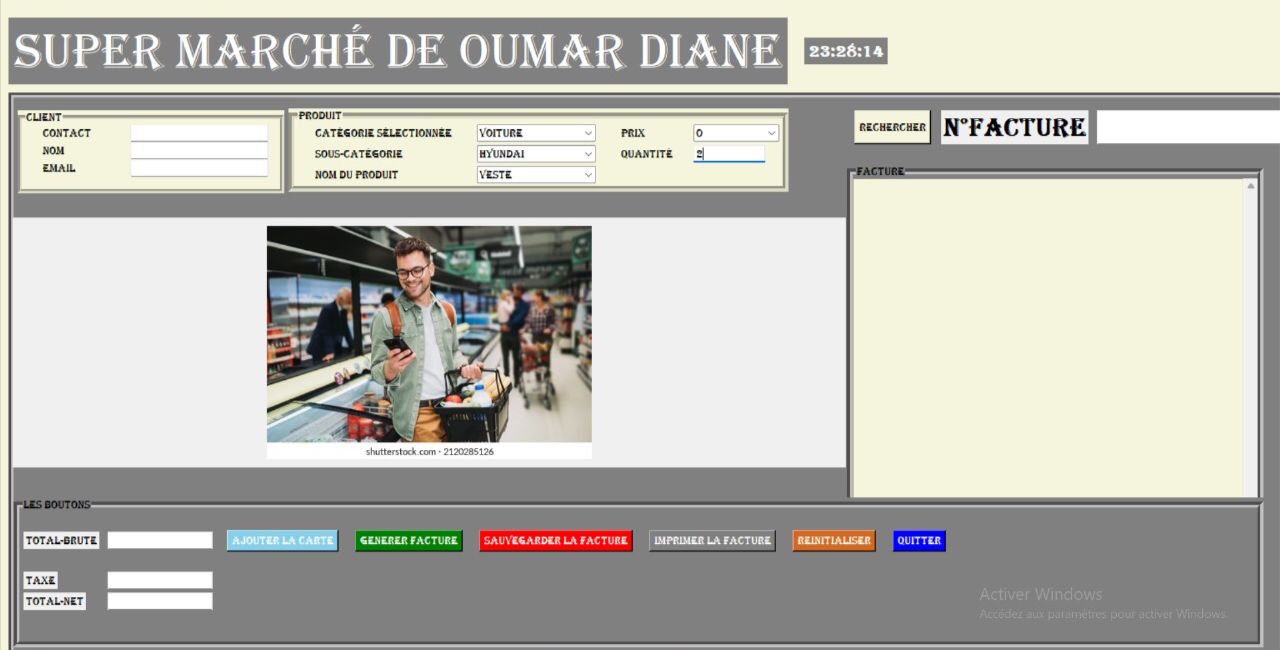 SUPER MARCHÉ DE OUMAR DIANE
23:28:14
CLIENT
CONTACT
NOM
EMAIL
PRODUIT
CATÉGORIE SÉLECTIONNÉE
VOITURE
PRIX
0
SOUS-CATÉGORIE
HYUNDAI
QUANTITÉ
2
NOM DU PRODUIT
VESTE
RECHERCHER
N°FACTURE
FACTURE
shutterstock.com · 2120285126
LES BOUTONS
TOTAL-BRUTE
AJOUTER LA CARTE
GENERER FACTURE
SAUVEGARDER LA FACTURE
IMPRIMER LA FACTURE
REINITIALISER
QUITTER
TAXE
TOTAL-NET
Activer Windows
Accédez aux paramètres pour activer Windows.